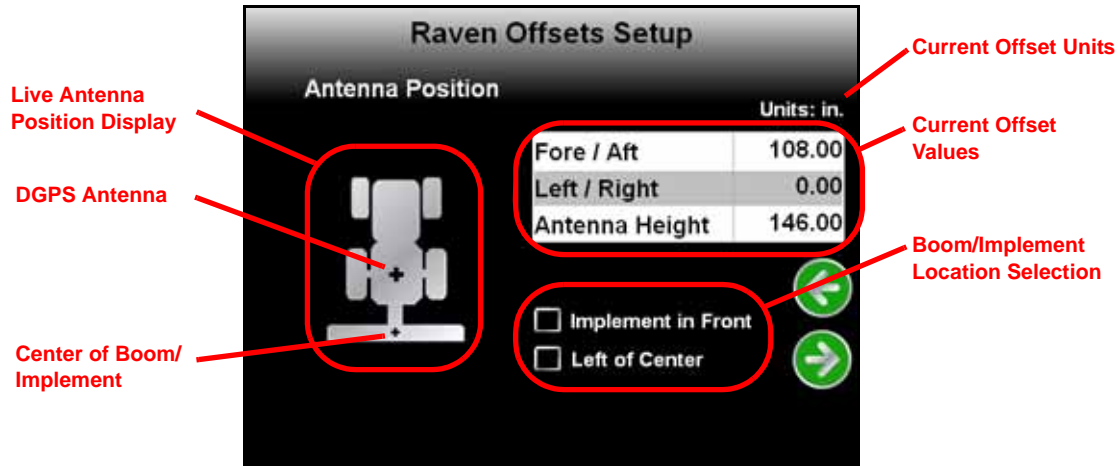 Raven Offsets Setup
Current Offset Units
Antenna Position
Live Antenna
Position Display
Units: in.
Current Offset
Values
Fore / Aft 108.00
Left / Right 0.00
Antenna Height 146.00
DGPS Antenna
Boom/Implement
Location Selection
Implement in Front
Left of Center
Center of Boom/
Implement